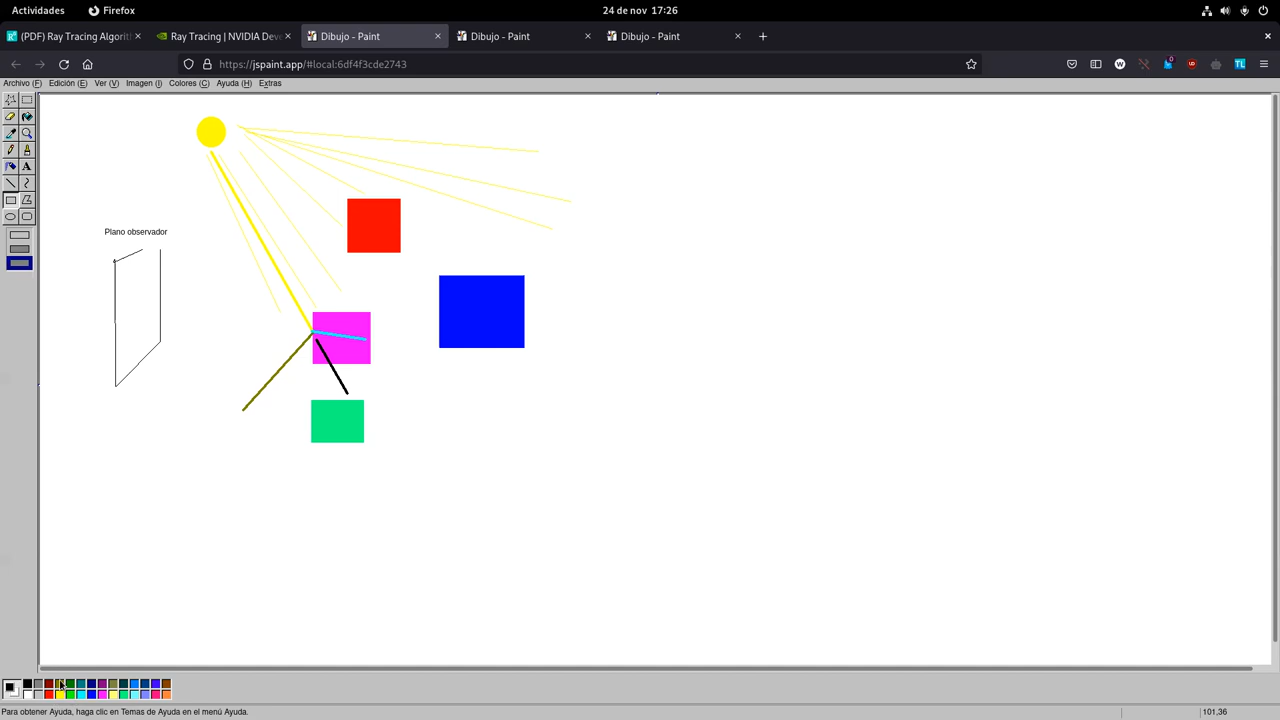 Actividades Firefox 24 de nov 17:26
(PDF) Ray Tracing Algorit Ray Tracing | NVIDIA Deve Dibujo - Paint Dibujo - Paint Dibujo - Paint
https://jspaint.app/#local:6df4f3cde2743
Archivo (F) Edición (E) Ver (V) Imagen (I) Colores (C) Ayuda (H) Extras
Plano observador
Para obtener Ayuda, haga clic en Temas de Ayuda en el menú Ayuda. 101,36